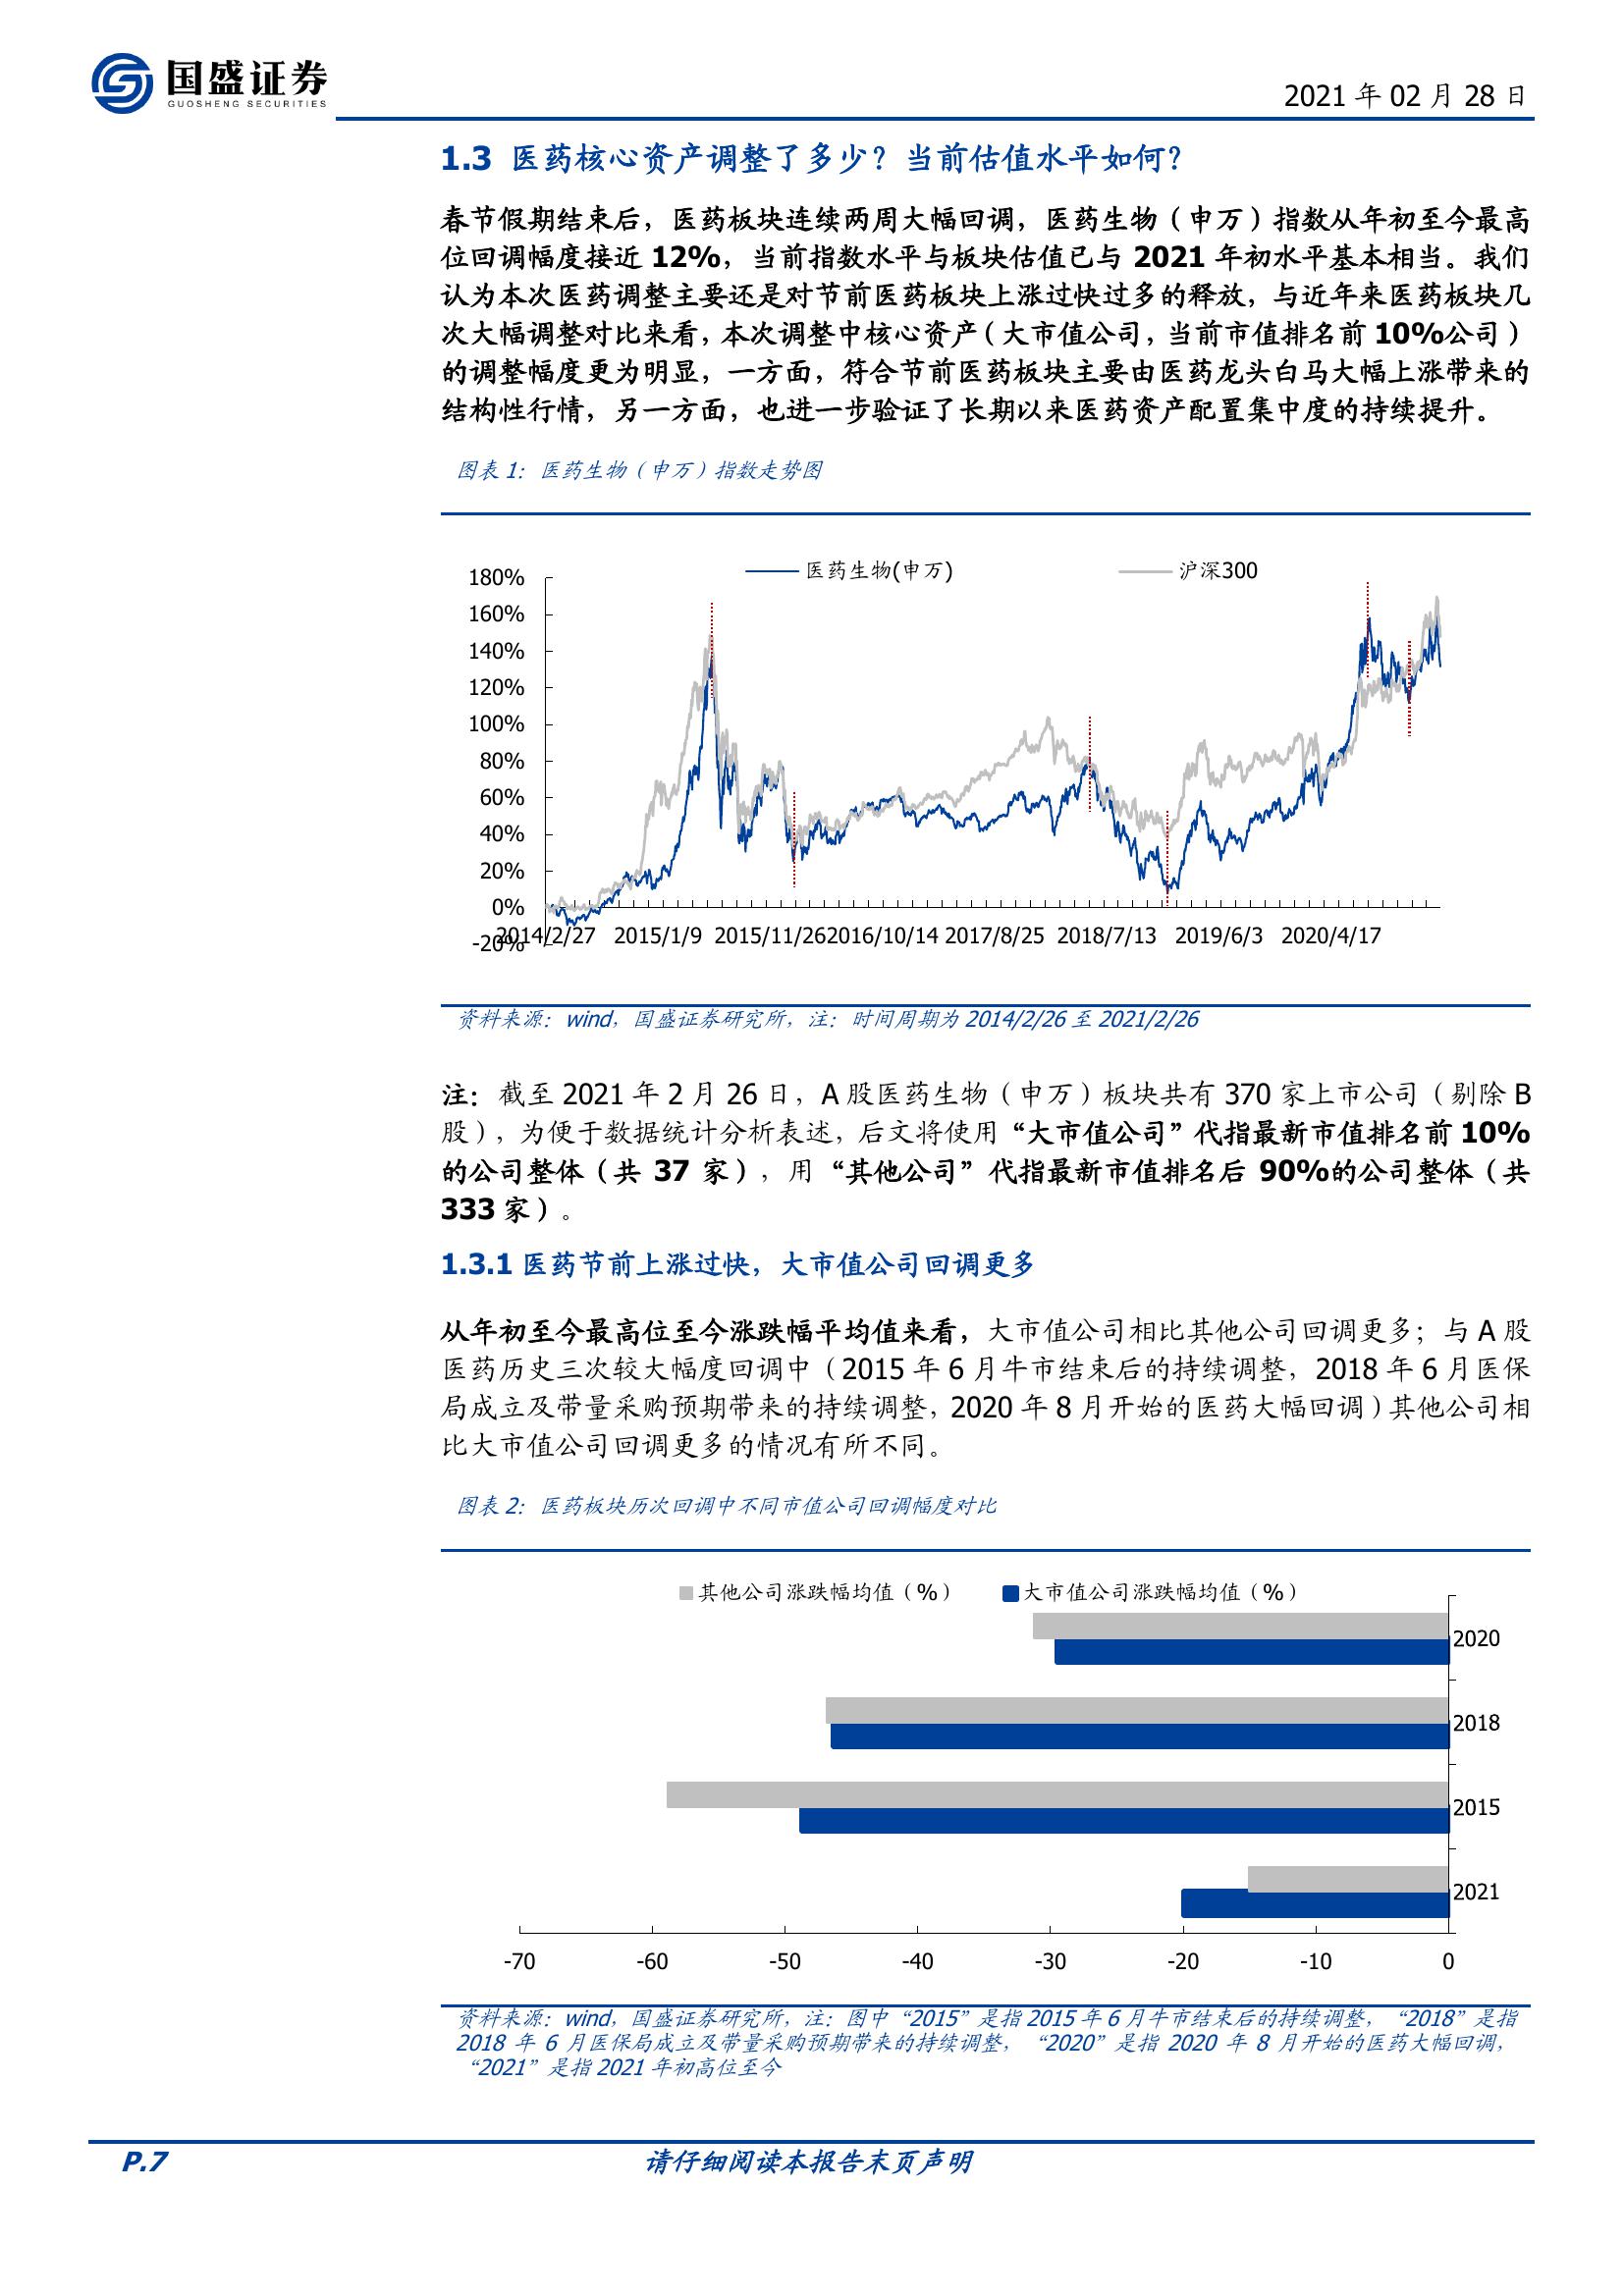 国盛证券
GUOSHENG SECURITIES
2021 年 02 月 28 日
1.3 医药核心资产调整了多少？当前估值水平如何？
春节假期结束后，医药板块连续两周大幅回调，医药生物（申万）指数从年初至今最高
位回调幅度接近 12%，当前指数水平与板块估值已与 2021 年初水平基本相当。我们
认为本次医药调整主要还是对节前医药板块上涨过快过多的释放，与近年来医药板块几
次大幅调整对比来看，本次调整中核心资产（大市值公司，当前市值排名前 10%公司）
的调整幅度更为明显，一方面，符合节前医药板块主要由医药龙头白马大幅上涨带来的
结构性行情，另一方面，也进一步验证了长期以来医药资产配置集中度的持续提升。
图表 1：医药生物（申万）指数走势图
医药生物(申万)
沪深300
180%
160%
140%
120%
100%
80%
60%
40%
20%
0%
-20%
2014/2/27 2015/1/9 2015/11/26 2016/10/14 2017/8/25 2018/7/13 2019/6/3 2020/4/17
资料来源：wind，国盛证券研究所，注：时间周期为 2014/2/26 至 2021/2/26
注：截至 2021 年 2 月 26 日，A 股医药生物（申万）板块共有 370 家上市公司（剔除 B
股），为便于数据统计分析表述，后文将使用“大市值公司”代指最新市值排名前 10%
的公司整体（共 37 家），用“其他公司”代指最新市值排名后 90%的公司整体（共
333 家）。
1.3.1 医药节前上涨过快，大市值公司回调更多
从年初至今最高位至今涨跌幅平均值来看，大市值公司相比其他公司回调更多；与 A 股
医药历史三次较大幅度回调中（2015 年 6 月牛市结束后的持续调整，2018 年 6 月医保
局成立及带量采购预期带来的持续调整，2020 年 8 月开始的医药大幅回调）其他公司相
比大市值公司回调更多的情况有所不同。
图表 2：医药板块历次回调中不同市值公司回调幅度对比
其他公司涨跌幅均值（%）
大市值公司涨跌幅均值（%）
2020
2018
2015
2021
-70 -60 -50 -40 -30 -20 -10 0
资料来源：wind，国盛证券研究所，注：图中“2015”是指 2015 年 6 月牛市结束后的持续调整，“2018”是指
2018 年 6 月医保局成立及带量采购预期带来的持续调整，“2020”是指 2020 年 8 月开始的医药大幅回调，
“2021”是指 2021 年初高位至今
P.7
请仔细阅读本报告末页声明